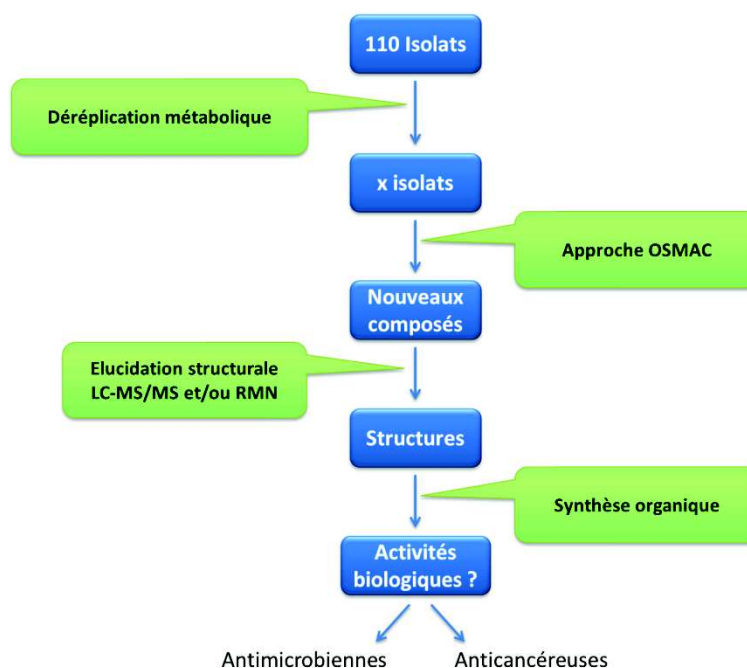 110 Isolats
Déréplication métabolique
x isolats
Approche OSMAC
Nouveaux
composés
Elucidation structurale
LC-MS/MS et/ou RMN
Structures
Synthèse organique
Activités
biologiques ?
Antimicrobiennes
Anticancéreuses